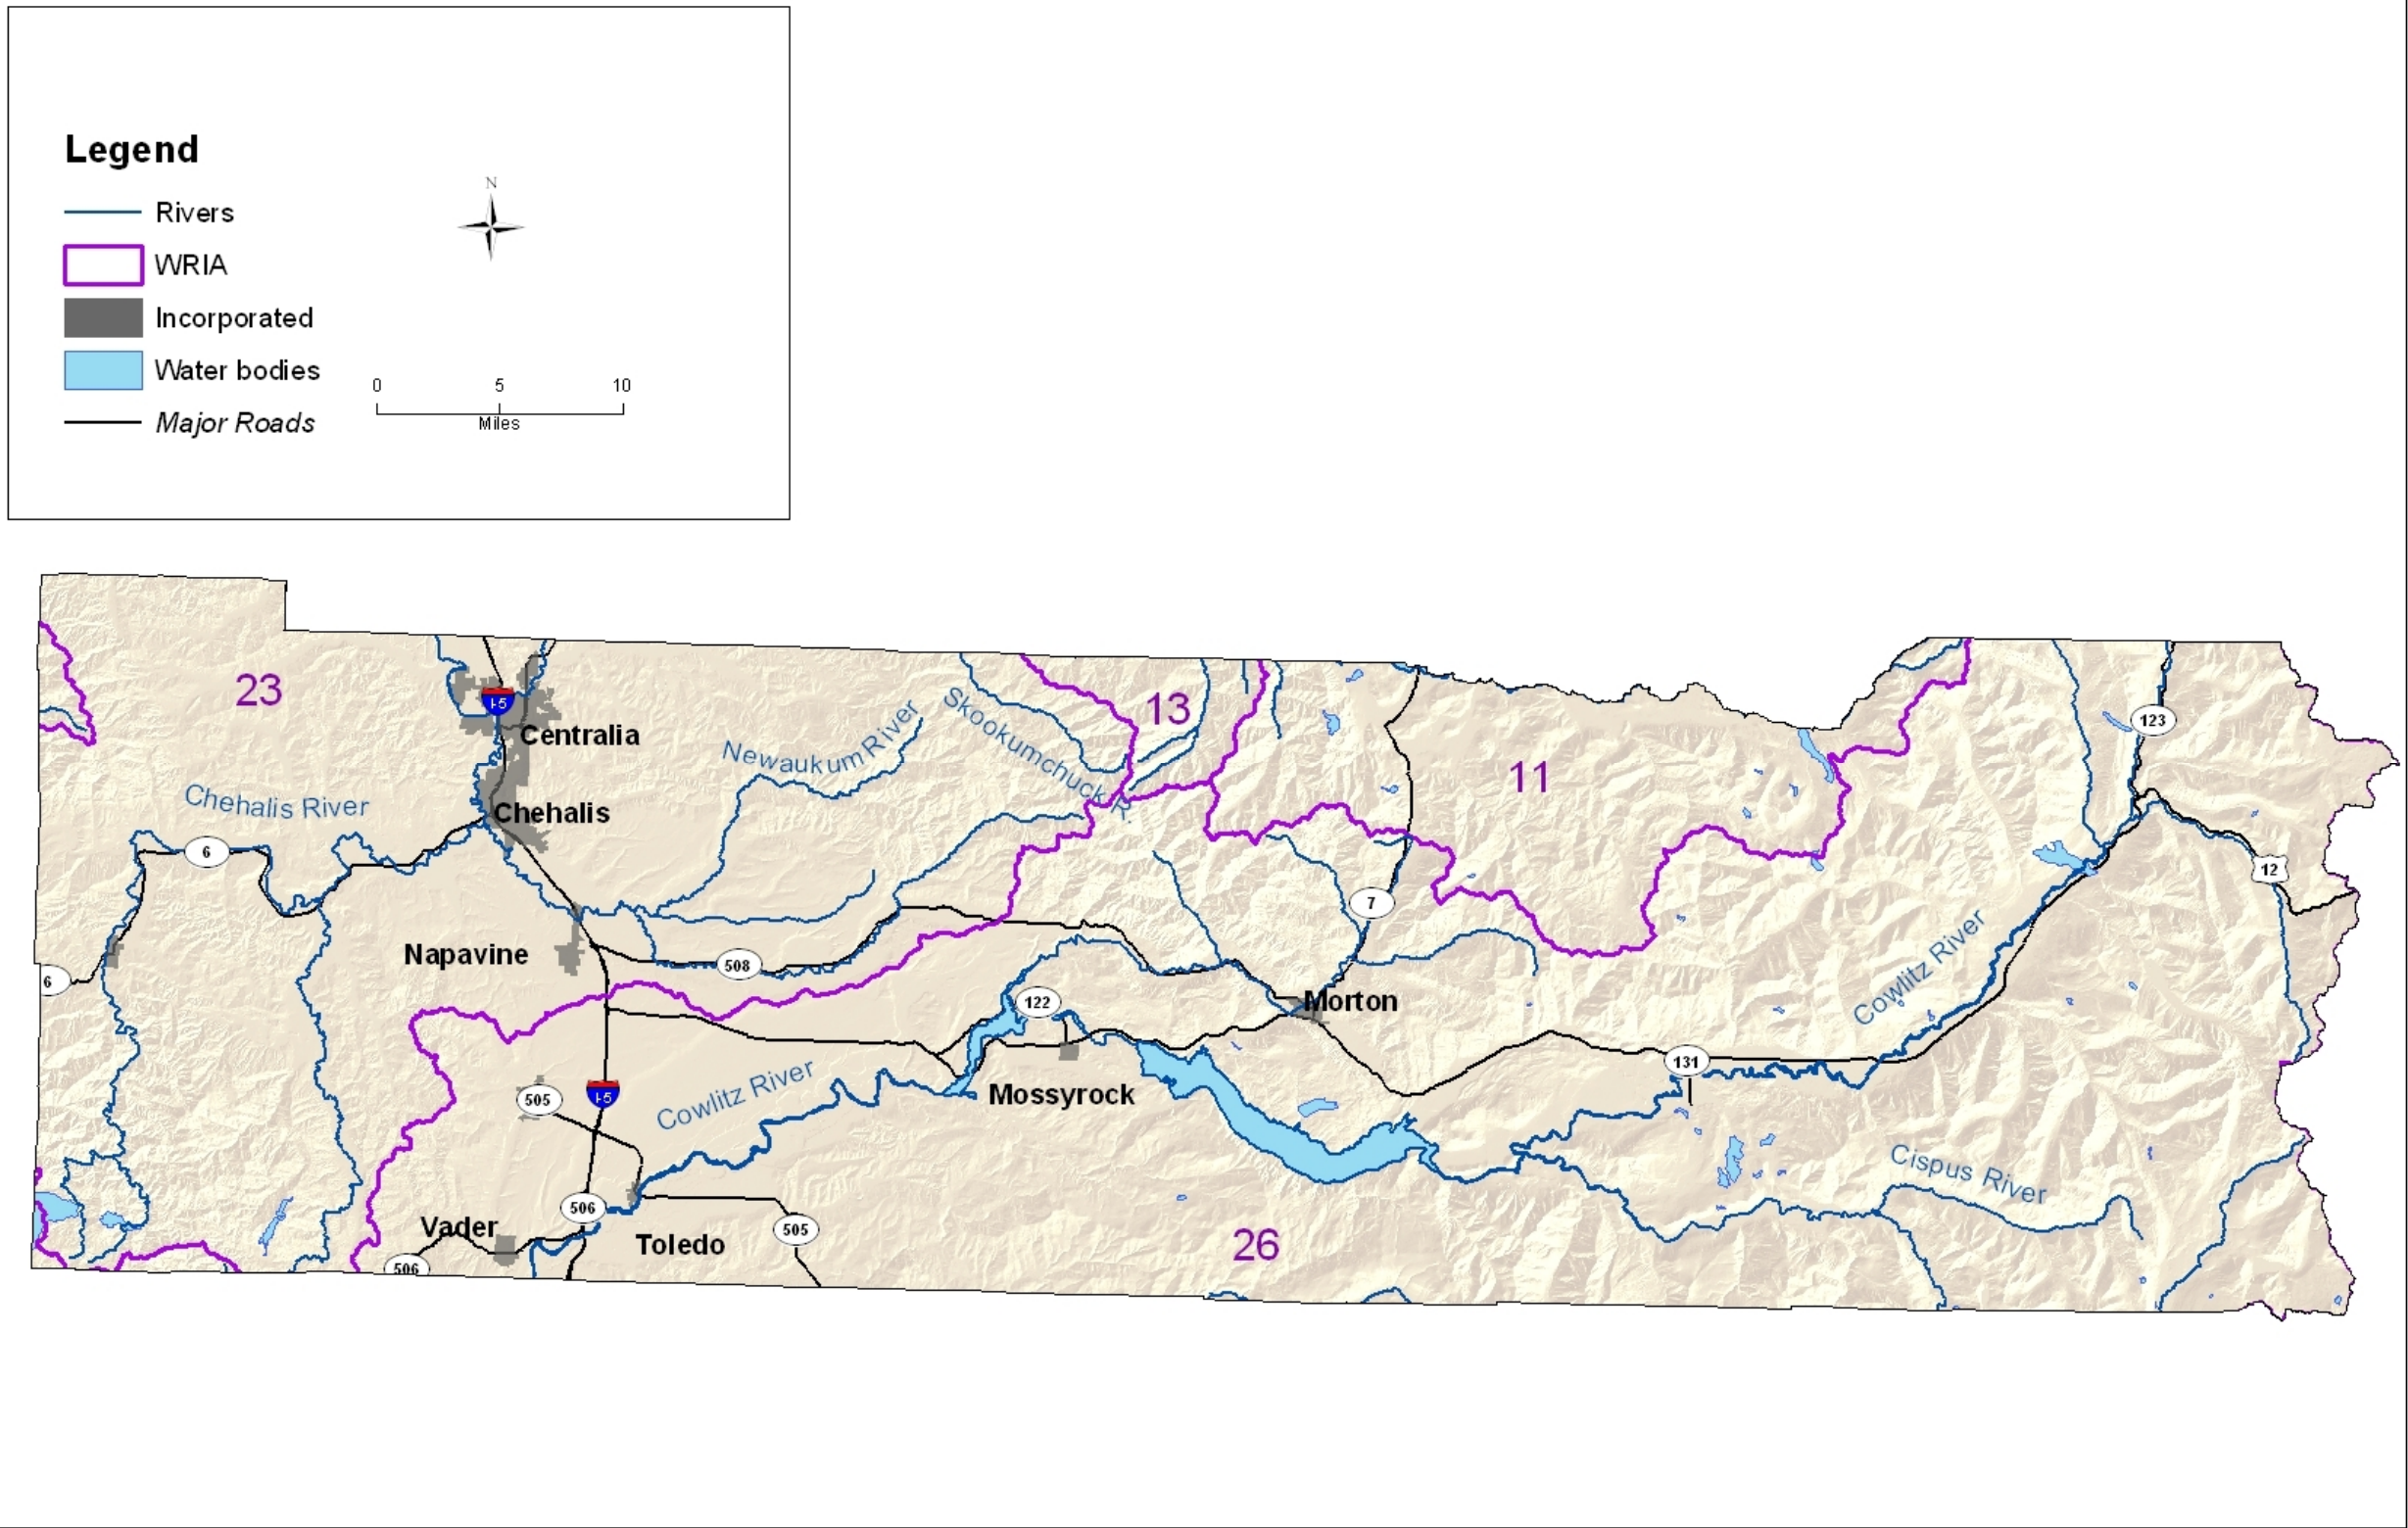 Legend
N
Rivers
WRIA
Incorporated
Water bodies
Major Roads
0 5 10
Miles
23
13
11
26
I-5
Centralia
Chehalis
Newaukum River
Skookumchuck R.
Chehalis River
6
6
Napavine
508
7
123
12
122
Morton
Cowlitz River
131
505
I-5
Cowlitz River
Mossyrock
Cispus River
506
Vader
Toledo
505
506